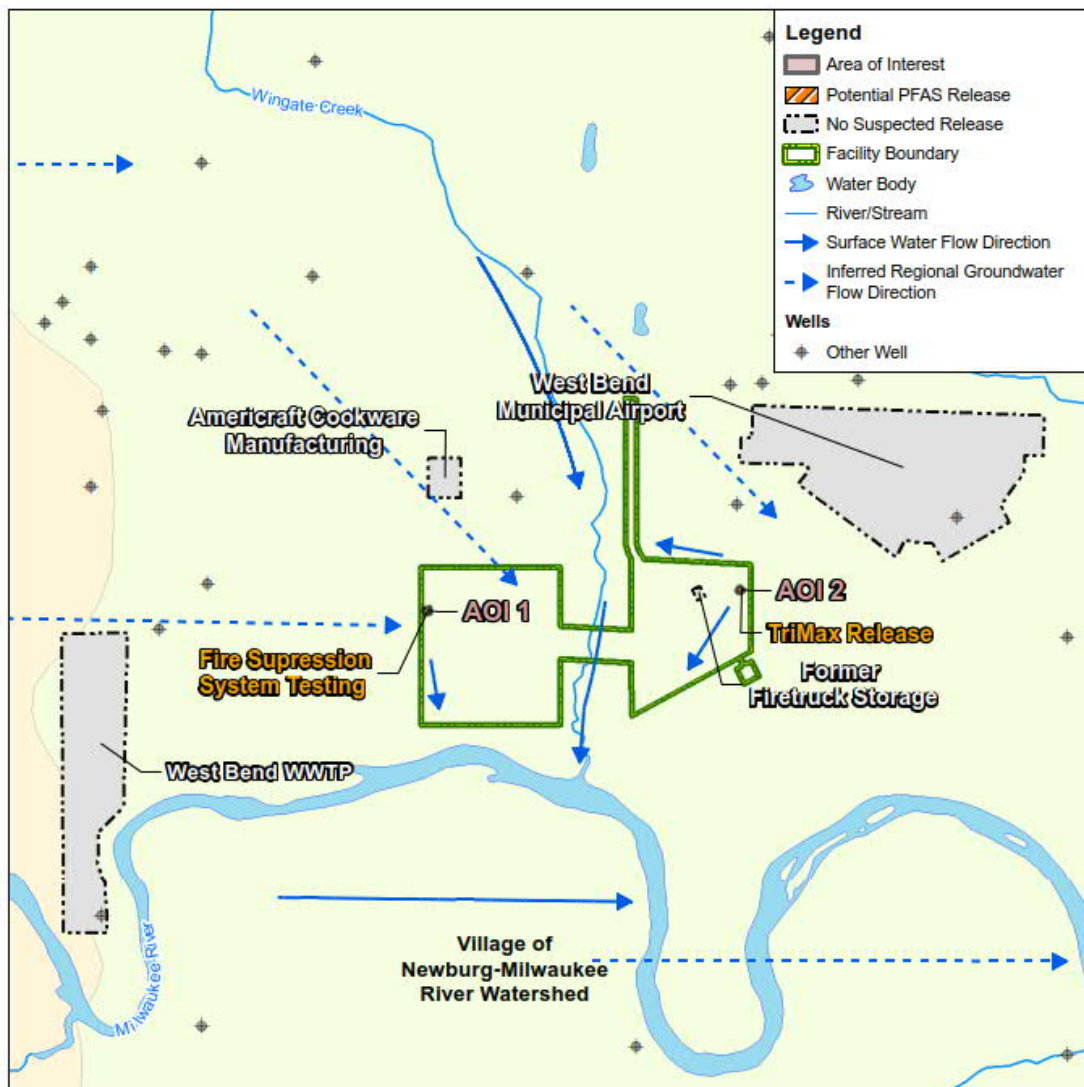 Legend
Area of Interest
Potential PFAS Release
No Suspected Release
Facility Boundary
Water Body
River/Stream
Surface Water Flow Direction
Inferred Regional Groundwater
Flow Direction
Wells
Other Well
Wingate Creek
West Bend
Municipal Airport
Americraft Cookware
Manufacturing
AOI 1
AOI 2
TriMax Release
Fire Supression
System Testing
Former
Firetruck Storage
West Bend WWTP
Milwaukee River
Village of
Newburg-Milwaukee
River Watershed